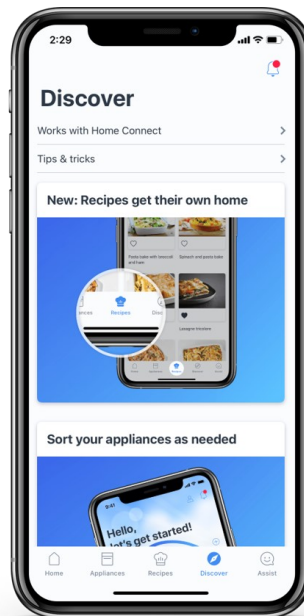 2:29
Discover
Works with Home Connect
Tips & tricks
New: Recipes get their own home
Pasta bake with broccoli and ham
Spinach and pasta bake
Recipes
Lasagne tricolore
Sort your appliances as needed
9:41
Hello,
let's get started!
Home
Appliances
Recipes
Discover
Assist